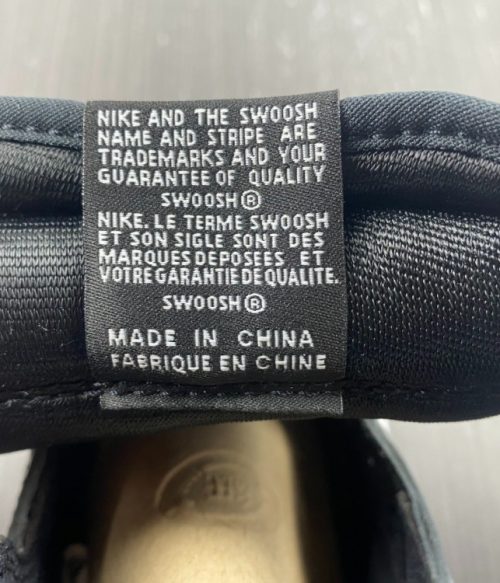 NIKE AND THE SWOOSH
NAME AND STRIPE ARE
TRADEMARKS AND YOUR
GUARANTEE OF QUALITY
SWOOSH®
NIKE. LE TERME SWOOSH
ET SON SIGLE SONT DES
MARQUES DEPOSEES ET
VOTRE GARANTIE DE QUALITE.
SWOOSH®
MADE IN CHINA
FABRIQUE EN CHINE